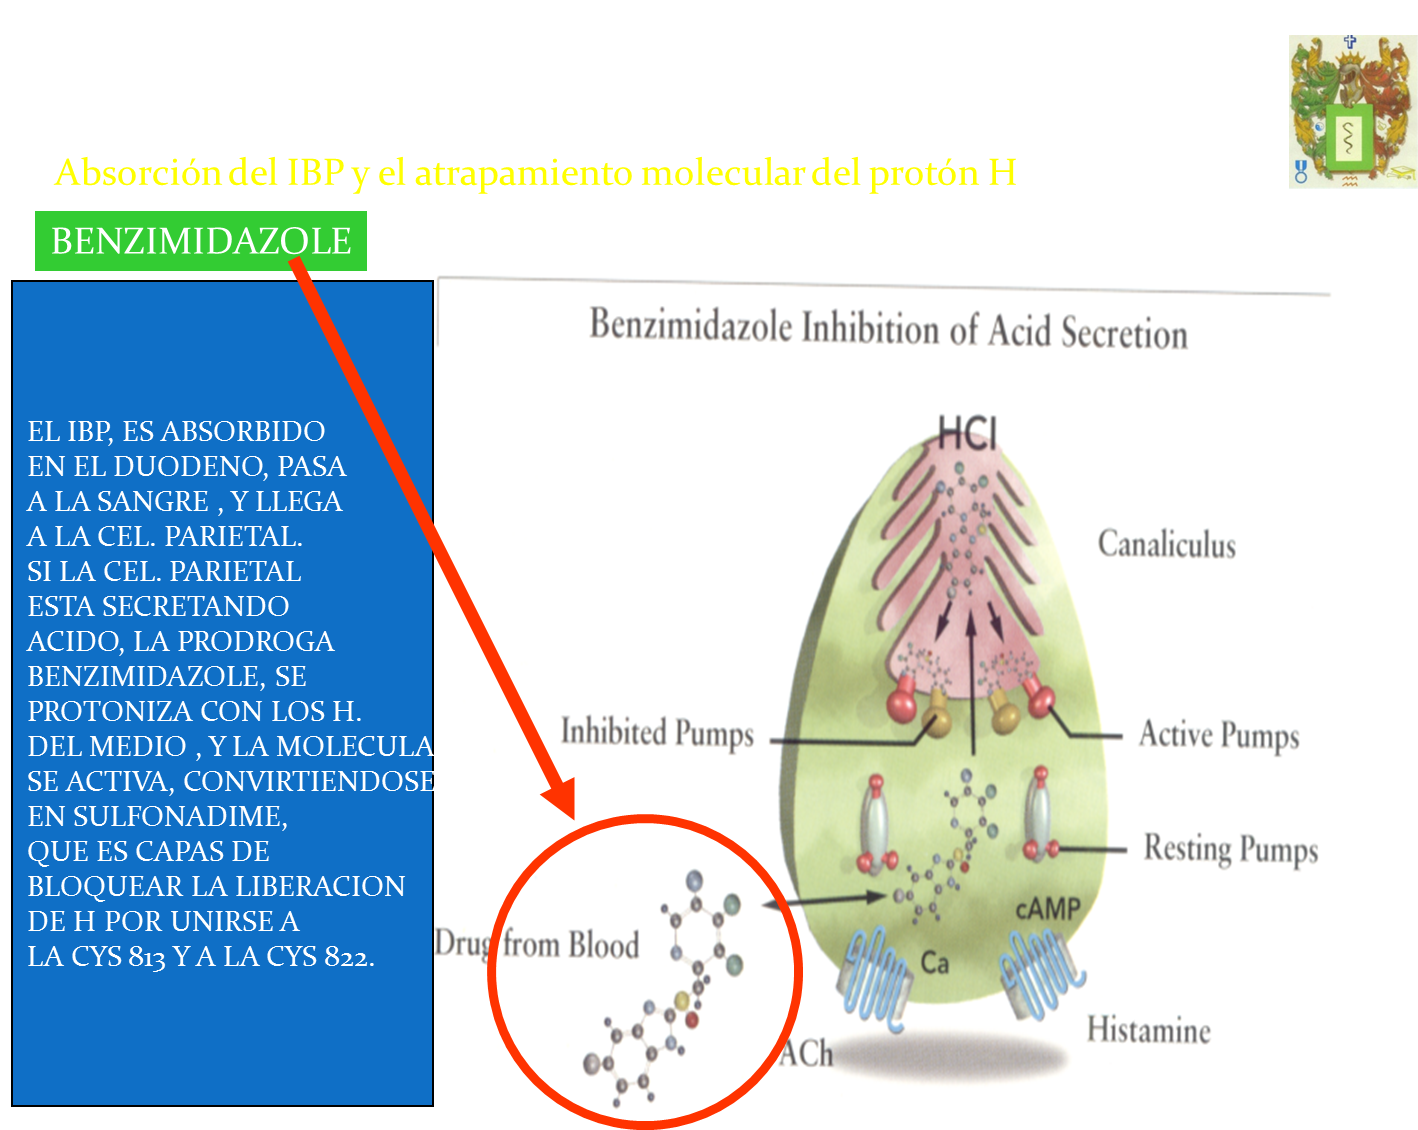 Absorción del IBP y el atrapamiento molecular del protón H
BENZIMIDAZOLE
EL IBP, ES ABSORBIDO
EN EL DUODENO, PASA
A LA SANGRE , Y LLEGA
A LA CEL. PARIETAL.
SI LA CEL. PARIETAL
ESTA SECRETANDO
ACIDO, LA PRODROGA
BENZIMIDAZOLE, SE
PROTONIZA CON LOS H.
DEL MEDIO , Y LA MOLECULA
SE ACTIVA, CONVIRTIENDOSE
EN SULFONADIME,
QUE ES CAPAS DE
BLOQUEAR LA LIBERACION
DE H POR UNIRSE A
LA CYS 813 Y A LA CYS 822.
Benzimidazole Inhibition of Acid Secretion
HCl
Canaliculus
Inhibited Pumps
Active Pumps
Resting Pumps
cAMP
Drug from Blood
Ca
Histamine
ACh